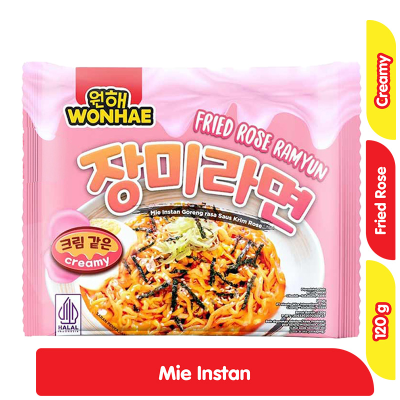 원해
WONHAE
FRIED ROSE RAMYUN
장미라면
Mie Instan Goreng rasa Saus Krim Rose
크림 같은
creamy
HALAL
INDONESIA
Creamy
Fried Rose
120 g
Mie Instan